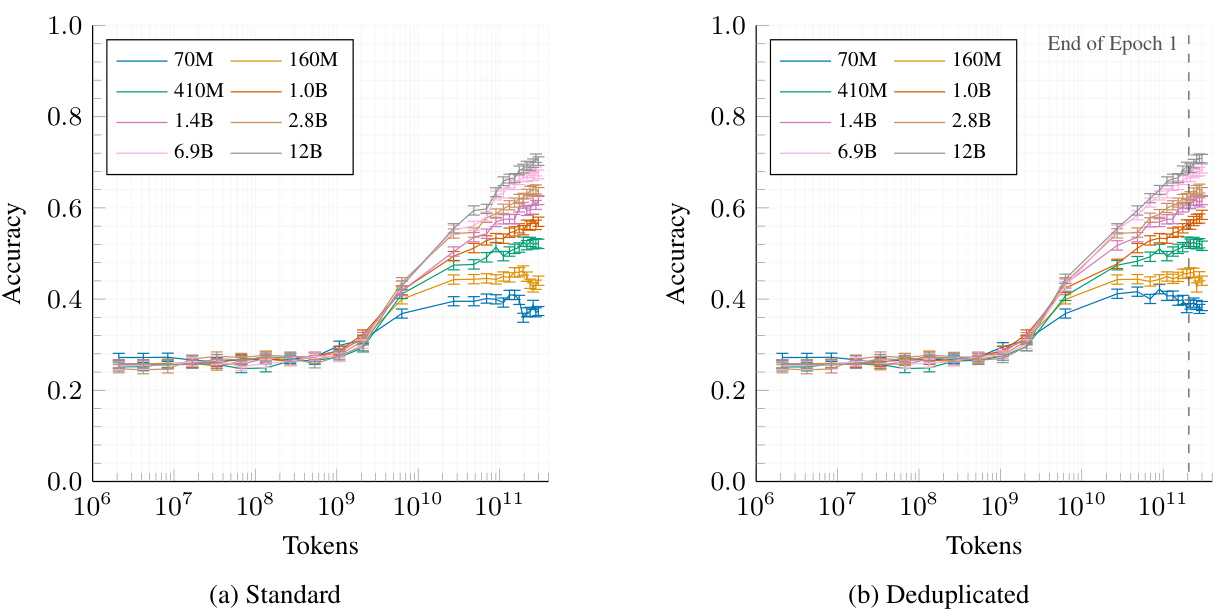 1.0
0.8
0.6
0.4
0.2
0.0
Accuracy
70M 160M
410M 1.0B
1.4B 2.8B
6.9B 12B
10^6 10^7 10^8 10^9 10^10 10^11
Tokens
(a) Standard
1.0
0.8
0.6
0.4
0.2
0.0
Accuracy
70M 160M
410M 1.0B
1.4B 2.8B
6.9B 12B
End of Epoch 1
10^6 10^7 10^8 10^9 10^10 10^11
Tokens
(b) Deduplicated